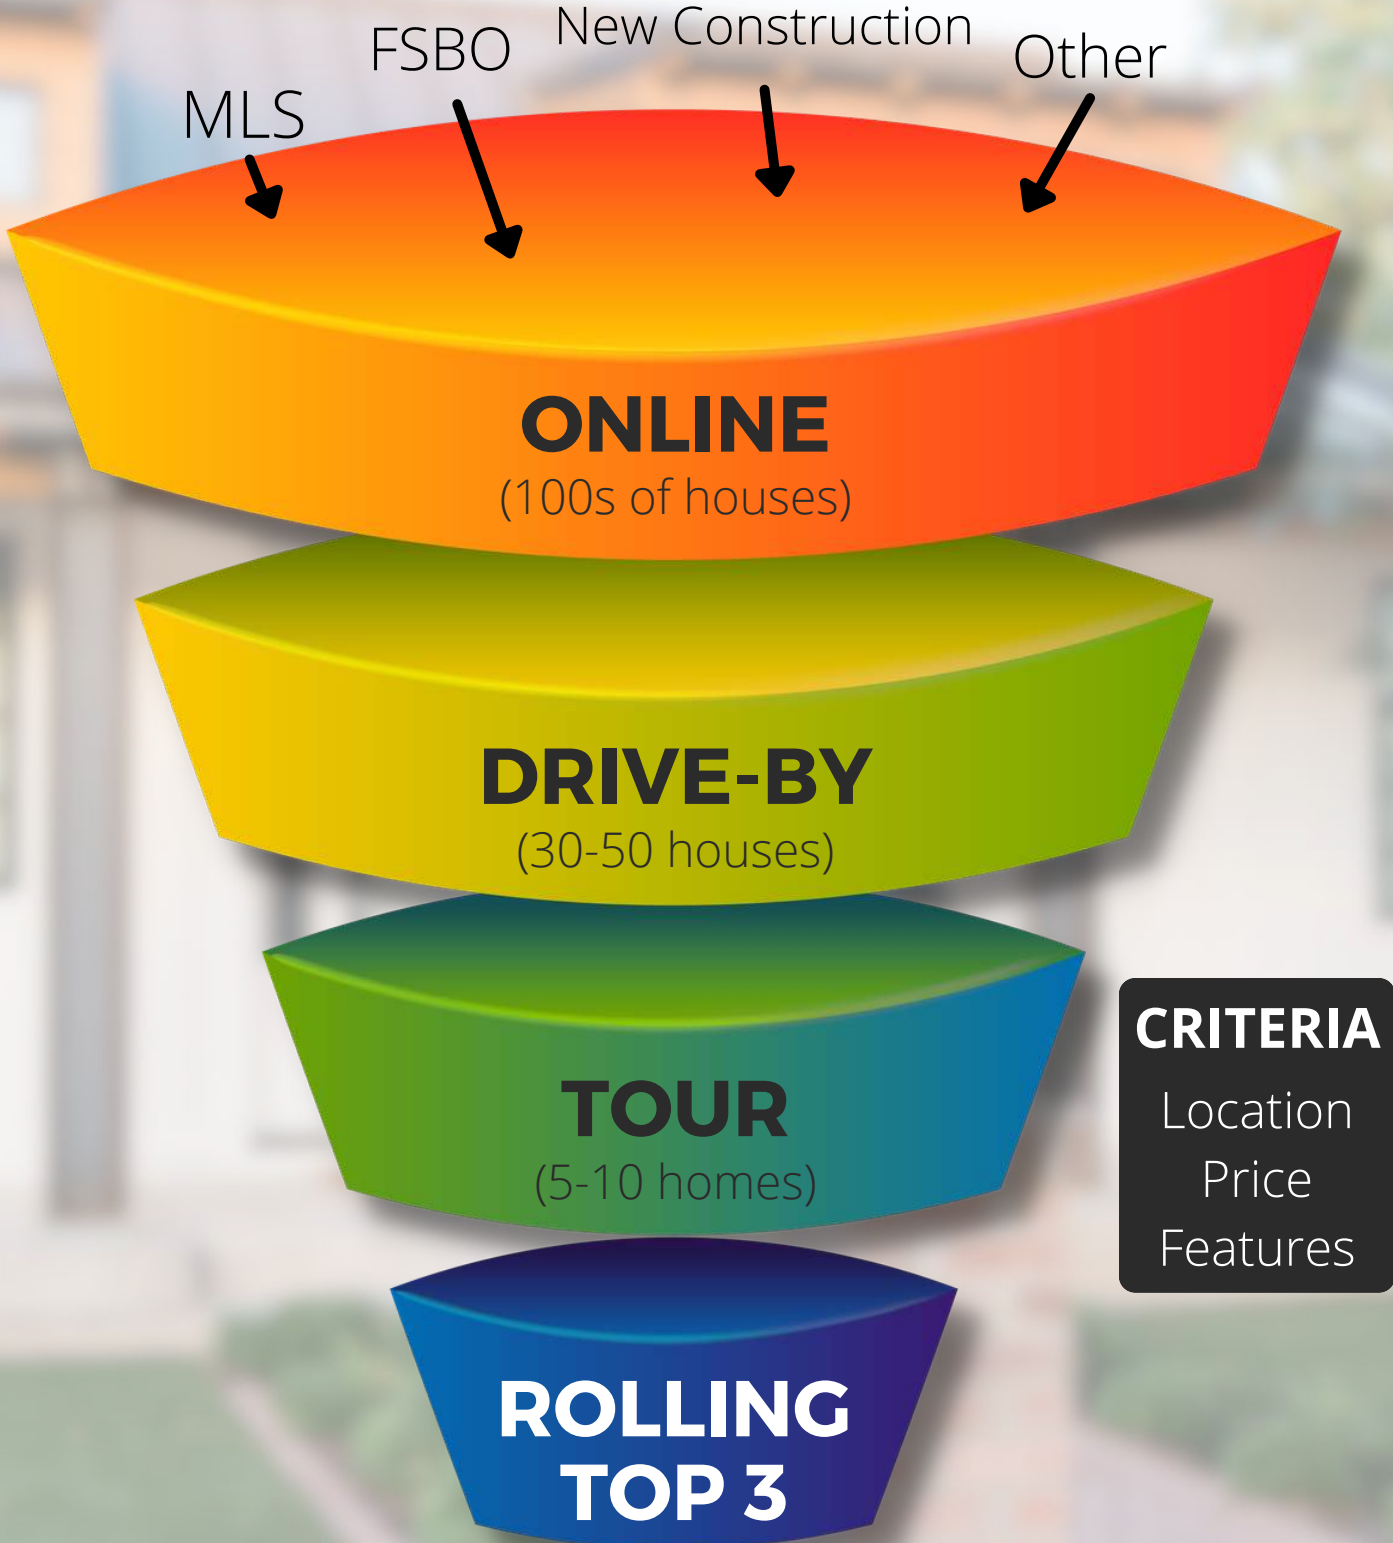 MLS
FSBO
New Construction
Other
ONLINE
(100s of houses)
DRIVE-BY
(30-50 houses)
TOUR
(5-10 homes)
CRITERIA
Location
Price
Features
ROLLING
TOP 3